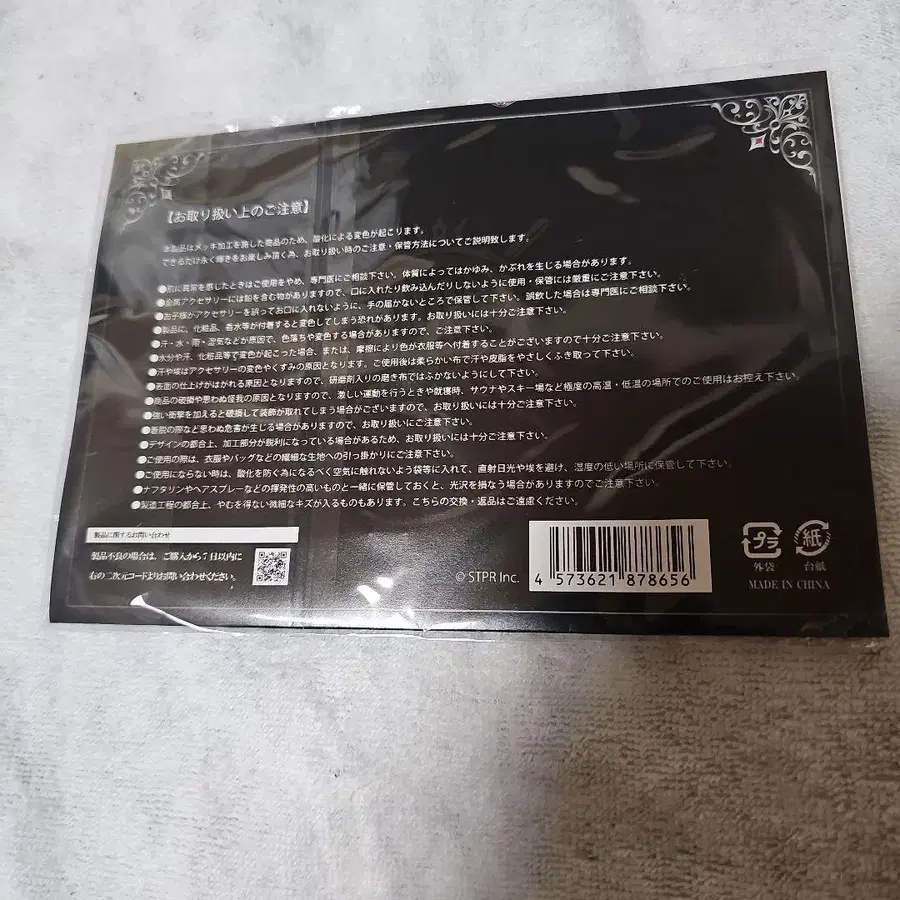 【お取り扱い上のご注意】
本製品はメッキ加工を施した商品のため、酸化による変色が起こります。
できるだけ永く輝きをお楽しみ頂く為、お取り扱い時のご注意・保管方法についてご説明致します。
●肌に異常を感じたときはご使用をやめ、専門医にご相談下さい。体質によってはかゆみ、かぶれを生じる場合があります。
●金属アクセサリーには鉛を含む物がありますので、口に入れたり飲み込んだりしないように使用・保管には厳重にご注意下さい。
●お子様がアクセサリーを誤ってお口に入れないように、手の届かないところで保管して下さい。誤飲した場合は専門医にご相談下さい。
●製品に、化粧品、香水等が付着すると変色してしまう恐れがあります。お取り扱いには十分ご注意下さい。
●汗・水・雨・湿気などが原因で、色落ちや変色する場合がありますので、ご注意下さい。
●水分や汗、化粧品等で変色が起こった場合、または、摩擦により色が衣服等へ付着することがございますので十分ご注意下さい。
●汗や埃はアクセサリーの変色やくすみの原因となります。ご使用後は柔らかい布で汗や皮脂をやさしくふき取って下さい。
●表面の仕上げがはがれる原因となりますので、研磨剤入りの磨き布ではふかないようにして下さい。
●商品の破損や思わぬ怪我の原因となりますので、激しい運動を行うときや就寝時、サウナやスキー場など極度の高温・低温の場所でのご使用はお控え下さい。
●強い衝撃を加えると破損して装飾が取れてしまう場合がございますので、お取り扱いには十分ご注意下さい。
●着脱の際など思わぬ危害が生じる場合がありますので、お取り扱いにご注意下さい。
●デザインの都合上、加工部分が鋭利になっている場合があるため、お取り扱いには十分ご注意下さい。
●ご使用の際は、衣服やバッグなどの繊細な生地への引っ掛かりにご注意下さい。
●ご使用にならない時は、酸化を防ぐ為になるべく空気に触れないよう袋等に入れて、直射日光や埃を避け、湿度の低い場所に保管して下さい。
●ナフタリンやヘアスプレーなどの揮発性の高いものと一緒に保管しておくと、光沢を損なう場合がありますのでご注意下さい。
●製造工程の都合上、やむを得ない微細なキズが入るものもあります。こちらの交換・返品はご遠慮ください。
製品に関するお問い合わせ
製品不良の場合は、ご購入から7日以内に
右の二次元コードよりお問い合わせください。
© STPR Inc.
4 573621 878656
プラ
外袋
紙
台紙
MADE IN CHINA